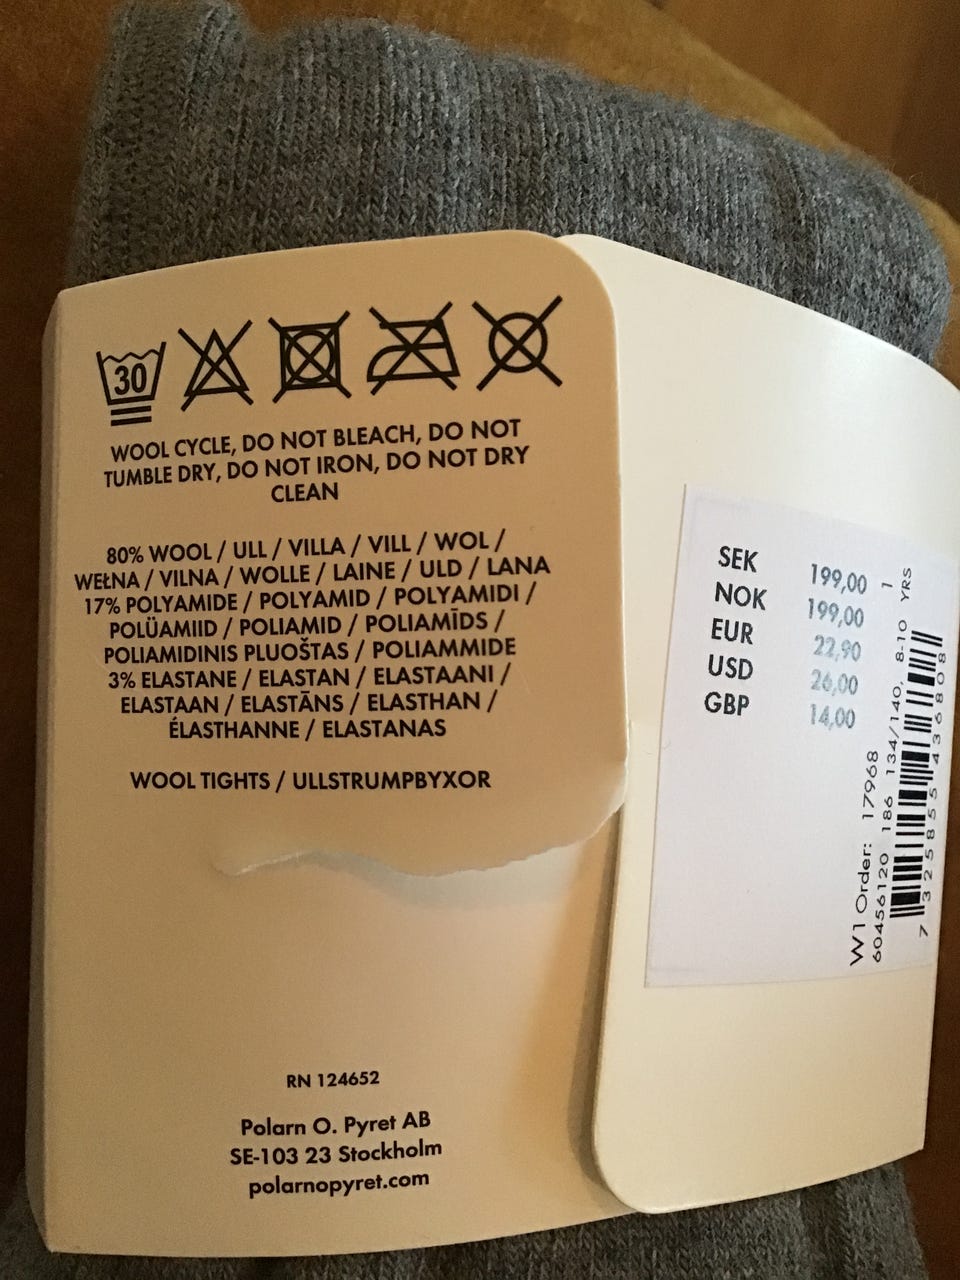 30
WOOL CYCLE, DO NOT BLEACH, DO NOT
TUMBLE DRY, DO NOT IRON, DO NOT DRY
CLEAN
80% WOOL / ULL / VILLA / VILL / WOL /
WEŁNA / VILNA / WOLLE / LAINE / ULD / LANA
17% POLYAMIDE / POLYAMID / POLYAMIDI /
POLÜAMIID / POLIAMID / POLIAMĪDS /
POLIAMIDINIS PLUOŠTAS / POLIAMMIDE
3% ELASTANE / ELASTAN / ELASTAANI /
ELASTAAN / ELASTĀNS / ELASTHAN /
ÉLASTHANNE / ELASTANAS
WOOL TIGHTS / ULLSTRUMPBYXOR
RN 124652
Polarn O. Pyret AB
SE-103 23 Stockholm
polarnopyret.com
SEK 199,00
NOK 199,00
EUR 22,90
USD 26,00
GBP 14,00
W1 Order: 17968 1
60456120 186 134/140, 8-10 YRS
7 325855 436808